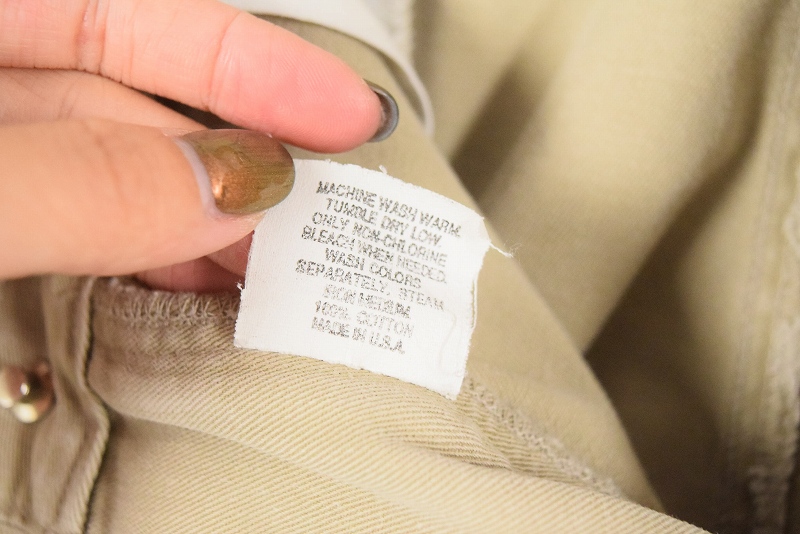 MACHINE WASH WARM.
TUMBLE DRY LOW.
ONLY NON-CHLORINE
BLEACH WHEN NEEDED.
WASH COLORS
SEPARATELY. STEAM
MEDIUM.
100% COTTON
MADE IN U.S.A.